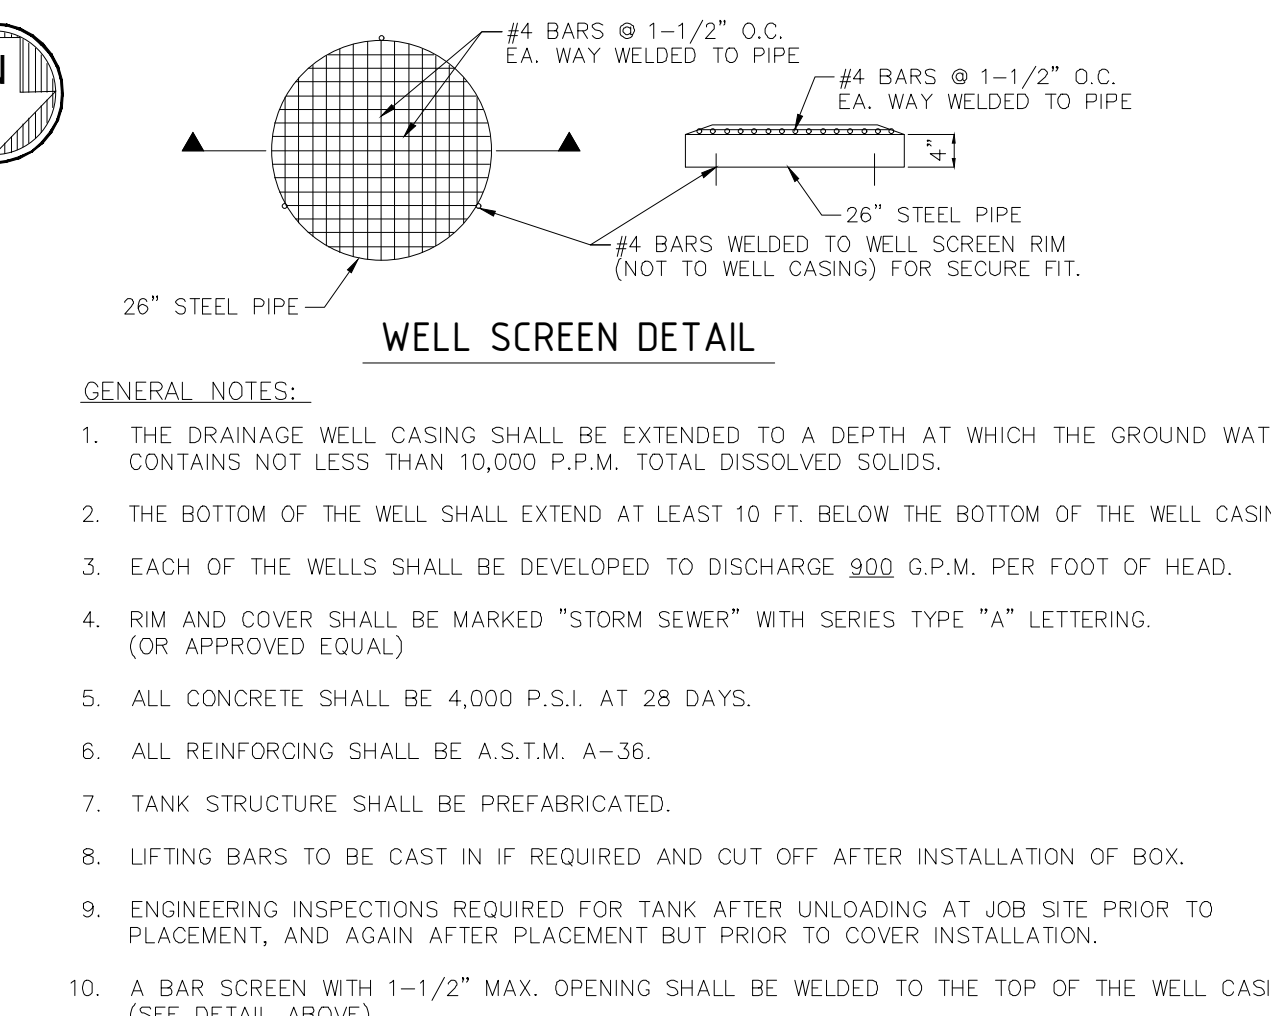 #4 BARS @ 1-1/2" O.C.
EA. WAY WELDED TO PIPE
#4 BARS @ 1-1/2" O.C.
EA. WAY WELDED TO PIPE
4"
26" STEEL PIPE
#4 BARS WELDED TO WELL SCREEN RIM
(NOT TO WELL CASING) FOR SECURE FIT.
26" STEEL PIPE
WELL SCREEN DETAIL
GENERAL NOTES:
1. THE DRAINAGE WELL CASING SHALL BE EXTENDED TO A DEPTH AT WHICH THE GROUND WAT
CONTAINS NOT LESS THAN 10,000 P.P.M. TOTAL DISSOLVED SOLIDS.
2. THE BOTTOM OF THE WELL SHALL EXTEND AT LEAST 10 FT. BELOW THE BOTTOM OF THE WELL CASIN
3. EACH OF THE WELLS SHALL BE DEVELOPED TO DISCHARGE 900 G.P.M. PER FOOT OF HEAD.
4. RIM AND COVER SHALL BE MARKED "STORM SEWER" WITH SERIES TYPE "A" LETTERING.
(OR APPROVED EQUAL)
5. ALL CONCRETE SHALL BE 4,000 P.S.I. AT 28 DAYS.
6. ALL REINFORCING SHALL BE A.S.T.M. A-36.
7. TANK STRUCTURE SHALL BE PREFABRICATED.
8. LIFTING BARS TO BE CAST IN IF REQUIRED AND CUT OFF AFTER INSTALLATION OF BOX.
9. ENGINEERING INSPECTIONS REQUIRED FOR TANK AFTER UNLOADING AT JOB SITE PRIOR TO
PLACEMENT, AND AGAIN AFTER PLACEMENT BUT PRIOR TO COVER INSTALLATION.
10. A BAR SCREEN WITH 1-1/2" MAX. OPENING SHALL BE WELDED TO THE TOP OF THE WELL CASI
(SEE DETAIL ABOVE)